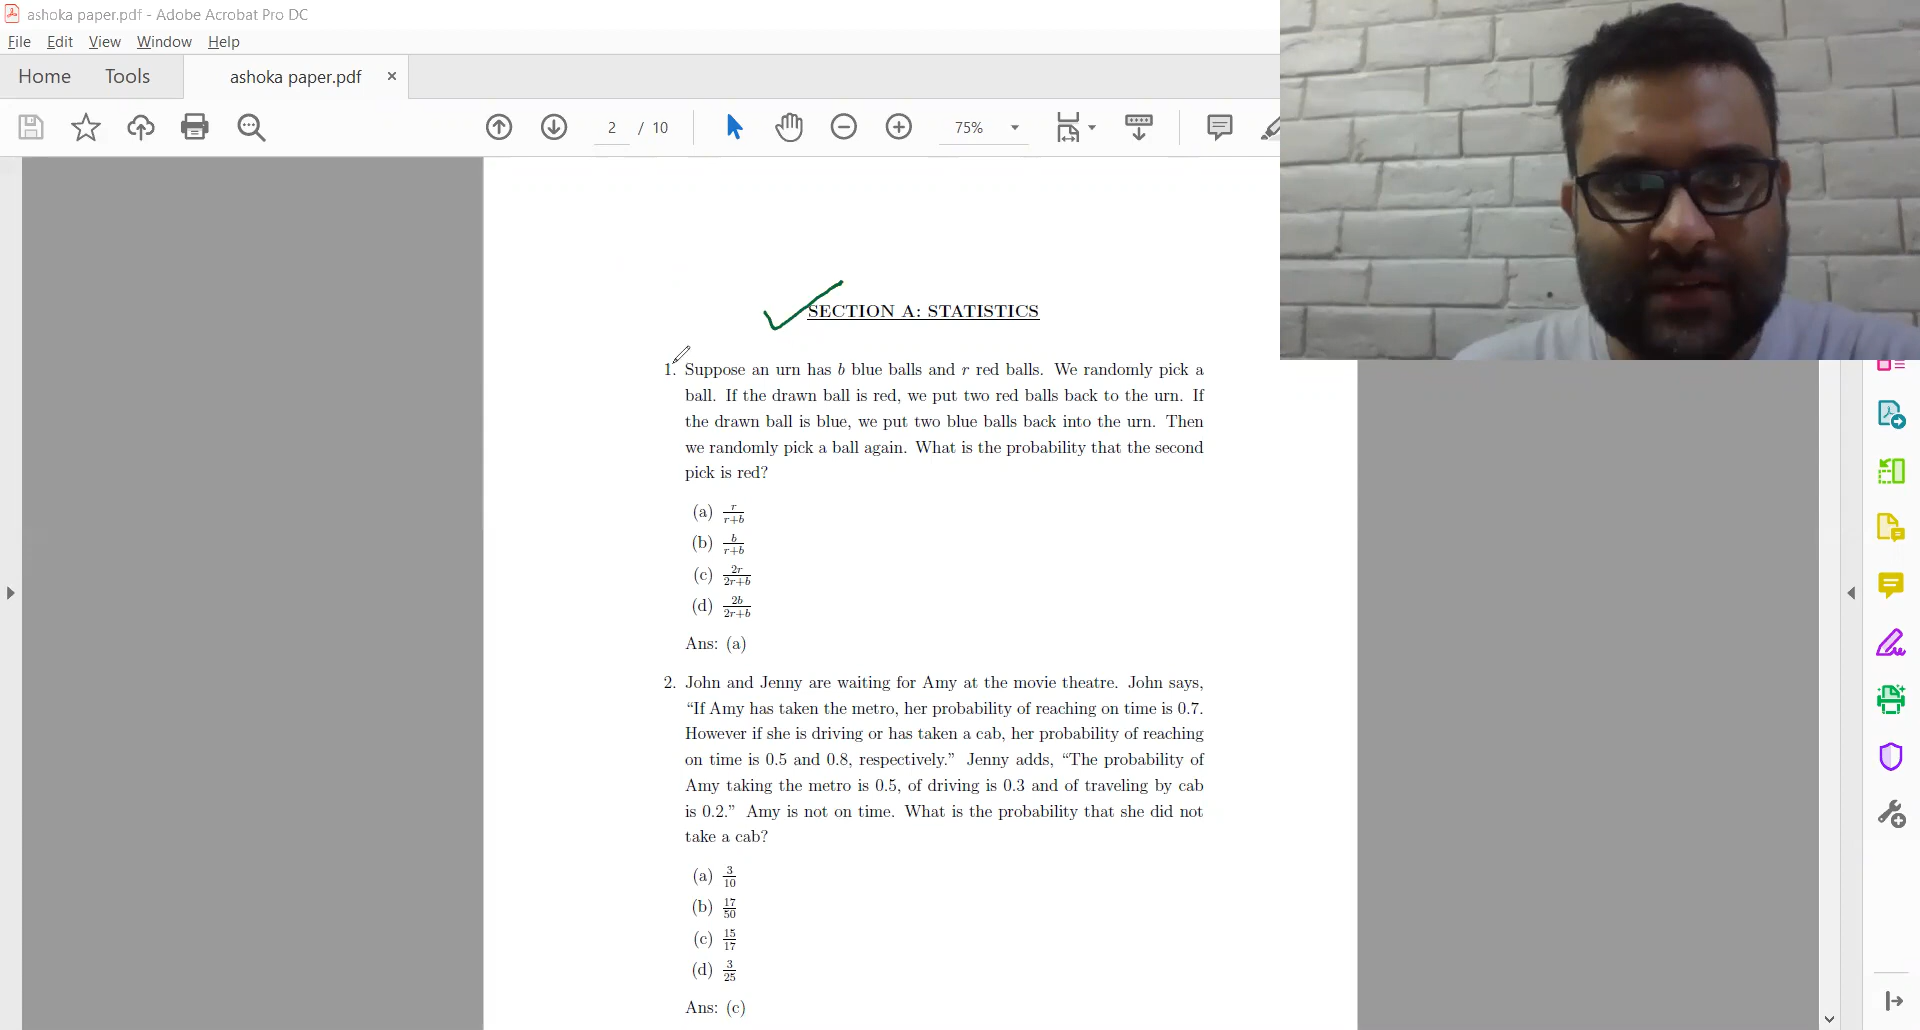 ashoka paper.pdf - Adobe Acrobat Pro DC
File Edit View Window Help
Home Tools ashoka paper.pdf ×
2 / 10 75%
SECTION A: STATISTICS
1. Suppose an urn has b blue balls and r red balls. We randomly pick a
ball. If the drawn ball is red, we put two red balls back to the urn. If
the drawn ball is blue, we put two blue balls back into the urn. Then
we randomly pick a ball again. What is the probability that the second
pick is red?
(a) r/(r+b)
(b) b/(r+b)
(c) 2r/(2r+b)
(d) 2b/(2r+b)
Ans: (a)
2. John and Jenny are waiting for Amy at the movie theatre. John says,
“If Amy has taken the metro, her probability of reaching on time is 0.7.
However if she is driving or has taken a cab, her probability of reaching
on time is 0.5 and 0.8, respectively.” Jenny adds, “The probability of
Amy taking the metro is 0.5, of driving is 0.3 and of traveling by cab
is 0.2.” Amy is not on time. What is the probability that she did not
take a cab?
(a) 3/10
(b) 17/50
(c) 15/17
(d) 3/25
Ans: (c)